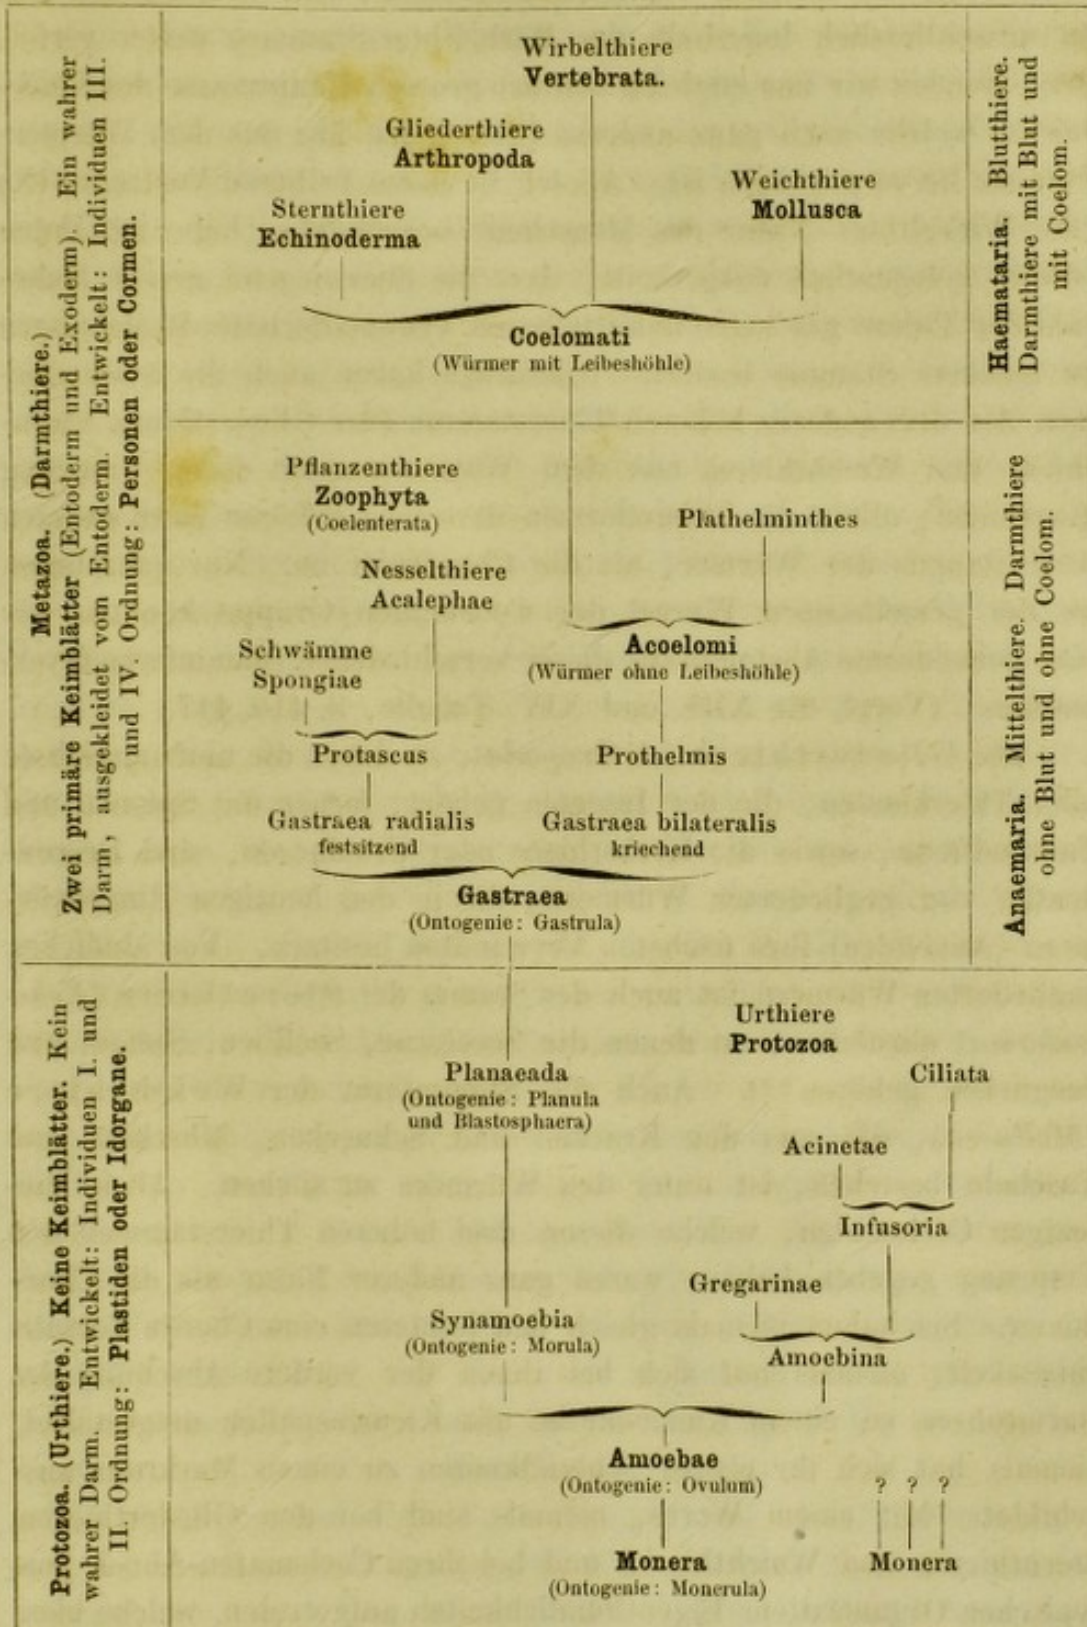 Metazoa. (Darmthiere.)
Zwei primäre Keimblätter (Entoderm und Exoderm). Ein wahrer
Darm, ausgekleidet vom Entoderm. Entwickelt: Individuen III.
und IV. Ordnung: Personen oder Cormen.
Wirbelthiere
Vertebrata.
Gliederthiere
Arthropoda
Weichthiere
Mollusca
Sternthiere
Echinoderma
Coelomati
(Würmer mit Leibeshöhle)
Haemataria. Blutthiere.
Darmthiere mit Blut und
mit Coelom.
Pflanzenthiere
Zoophyta
(Coelenterata)
Plathelminthes
Nesselthiere
Acalephae
Schwämme
Spongiae
Acoelomi
(Würmer ohne Leibeshöhle)
Protascus
Prothelmis
Gastraea radialis
festsitzend
Gastraea bilateralis
kriechend
Gastraea
(Ontogenie: Gastrula)
Anaemaria. Mittelthiere. Darmthiere
ohne Blut und ohne Coelom.
Protozoa. (Urthiere.) Keine Keimblätter. Kein
wahrer Darm. Entwickelt: Individuen I. und
II. Ordnung: Plastiden oder Idorgane.
Urthiere
Protozoa
Planaeada
(Ontogenie: Planula
und Blastosphaera)
Ciliata
Acinetae
Infusoria
Gregarinae
Synamoebia
(Ontogenie: Morula)
Amoebina
Amoebae
(Ontogenie: Ovulum)
? ? ?
Monera
(Ontogenie: Monerula)
Monera